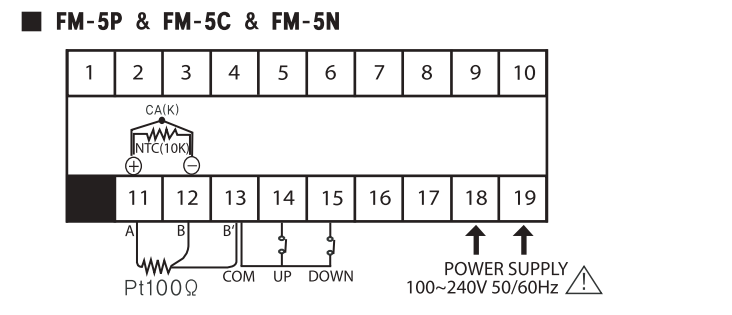 FM-5P & FM-5C & FM-5N
1 2 3 4 5 6 7 8 9 10
CA(K)
NTC(10K)
+ −
11 12 13 14 15 16 17 18 19
A B B'
COM UP DOWN
Pt100Ω
POWER SUPPLY
100~240V 50/60Hz
!